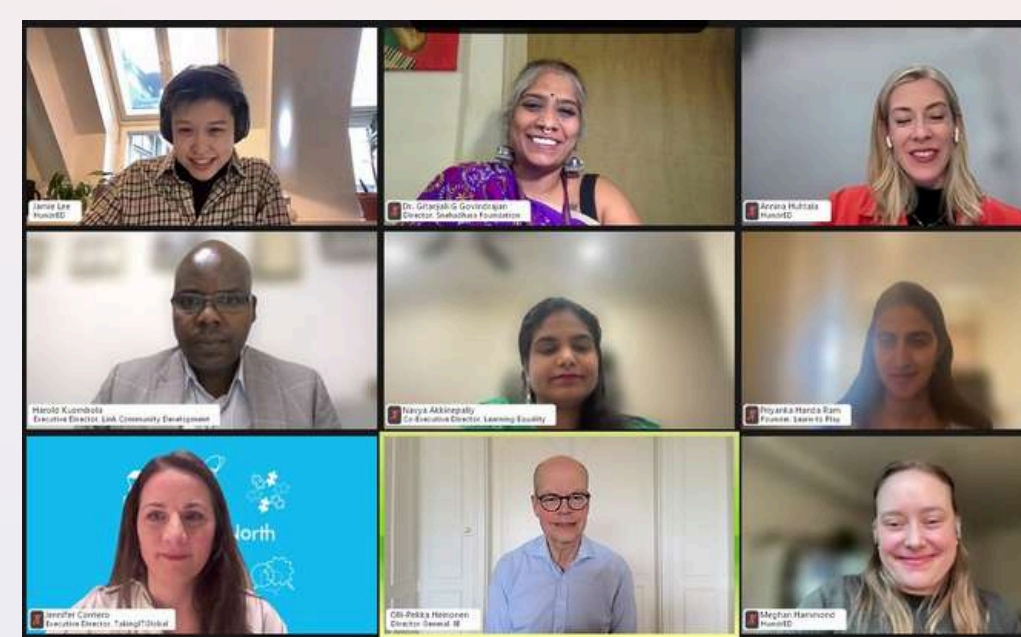 Jamie Lee
HundrED
Dr. Gitanjali G Govindrajan
Director, Snehadhara Foundation
Annina Huhtala
HundrED
Harold Kuombola
Executive Director, Link Community Development
Navya Akkinepally
Co-Executive Director, Learning Equality
Priyanka Handa Ram
Founder, Learn to Play
North
Jennifer Corriero
Executive Director, TakingITGlobal
Olli-Pekka Heinonen
Director General, IB
Meghan Hammond
HundrED